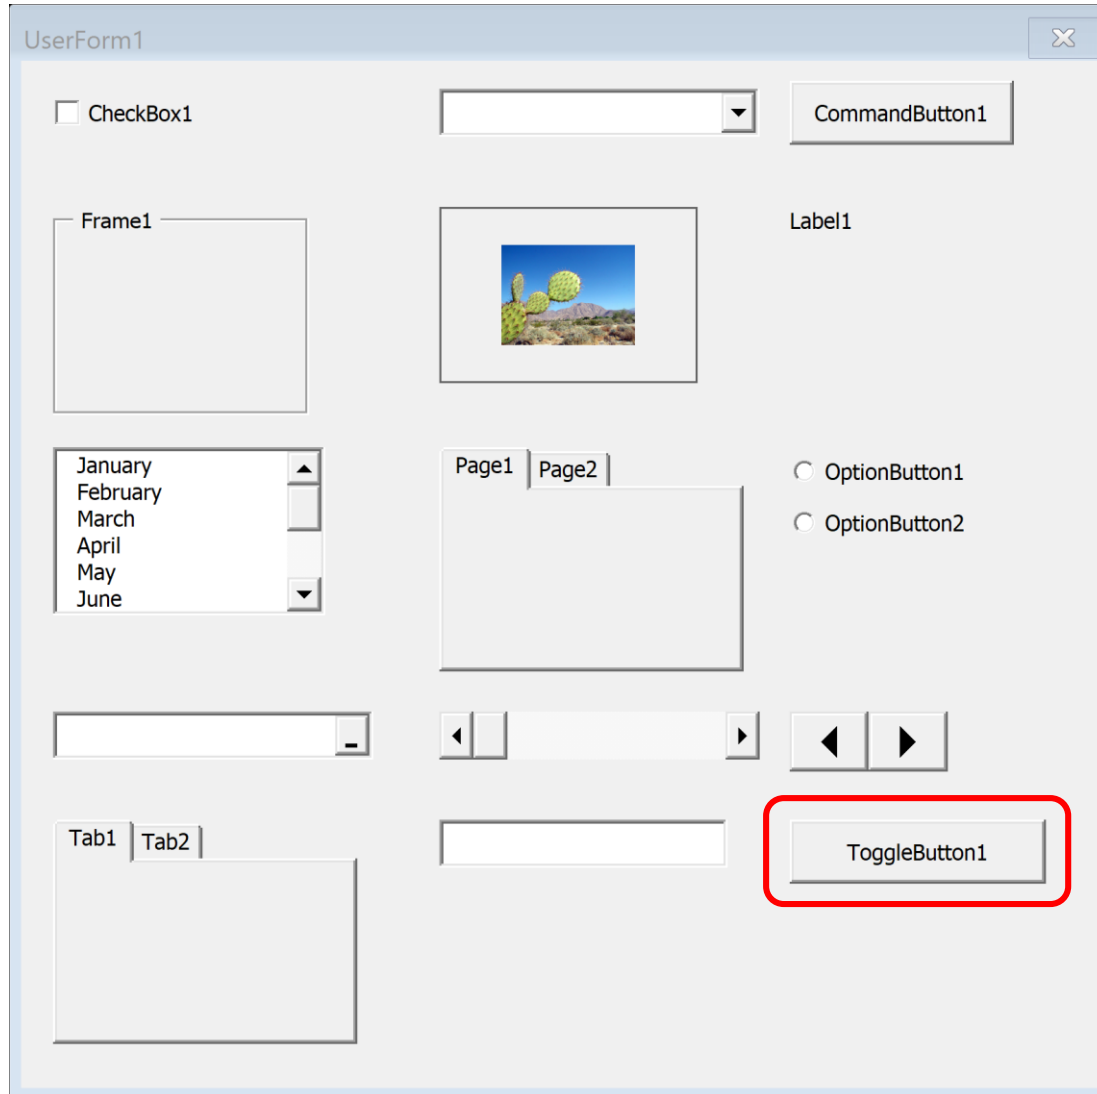 UserForm1
CheckBox1
CommandButton1
Frame1
Label1
January
February
March
April
May
June
Page1
Page2
OptionButton1
OptionButton2
Tab1
Tab2
ToggleButton1